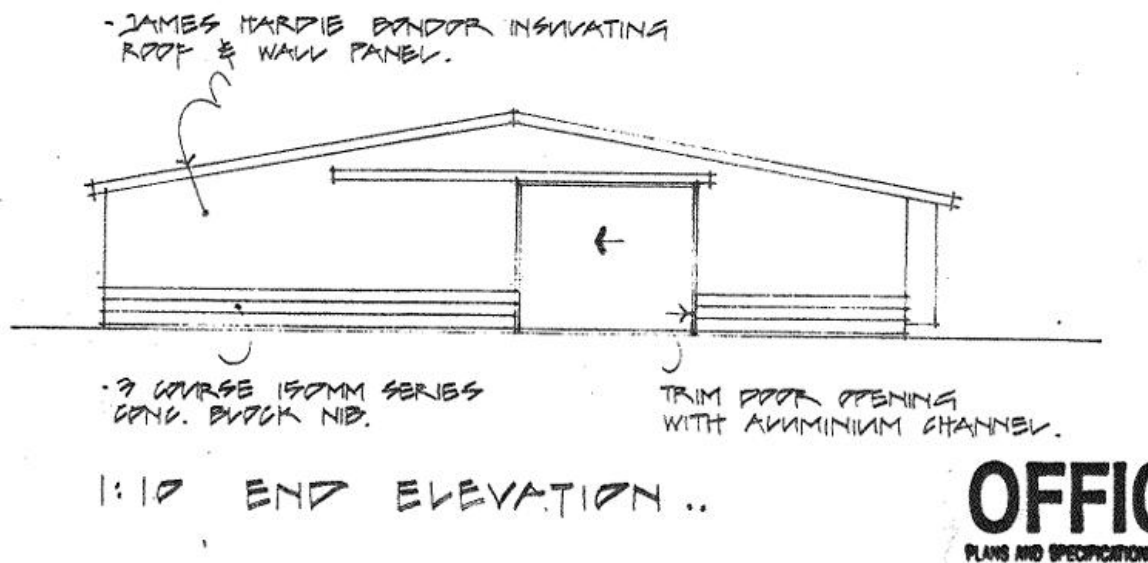 - JAMES HARDIE BONDOR INSULATING
ROOF & WALL PANEL.
- 3 COURSE 150MM SERIES
CONC. BLOCK NIB.
TRIM DOOR OPENING
WITH ALUMINIUM CHANNEL.
1:10 END ELEVATION ..
OFFIC
PLANS AND SPECIFICATION